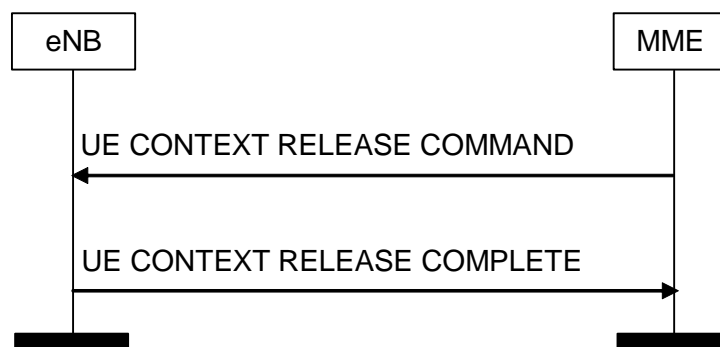 eNB
MME
UE CONTEXT RELEASE COMMAND
UE CONTEXT RELEASE COMPLETE